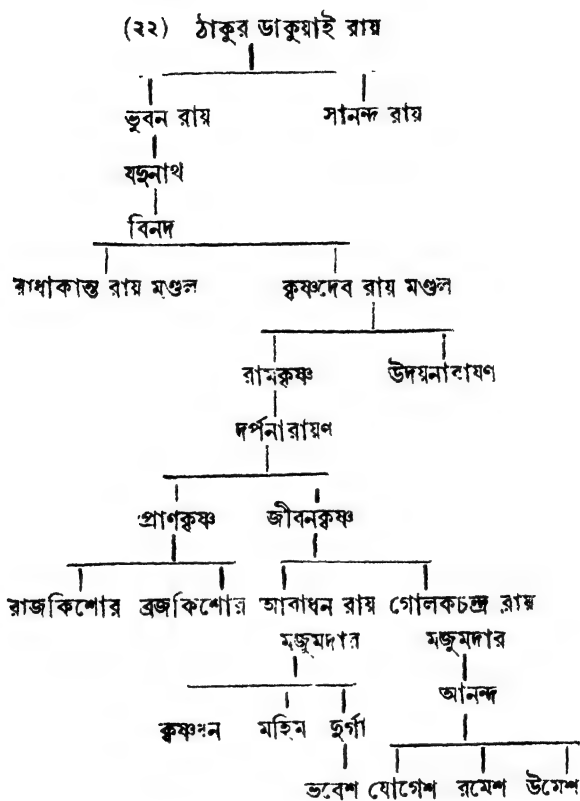 (২২) ঠাকুর ডাকুয়াই রায়
ভুবন রায় সানন্দ রায়
যদুনাথ
বিনদ
রাধাকান্ত রায় মণ্ডল কৃষ্ণদেব রায় মণ্ডল
রামকৃষ্ণ উদয়নারায়ণ
দর্পনারায়ণ
প্রাণকৃষ্ণ জীবনকৃষ্ণ
রাজকিশোর ব্রজকিশোর আরাধন রায় গোলকচন্দ্র রায়
মজুমদার মজুমদার
আনন্দ
কৃষ্ণধন মহিম দুর্গা
ভবেশ যোগেশ রমেশ উমেশ